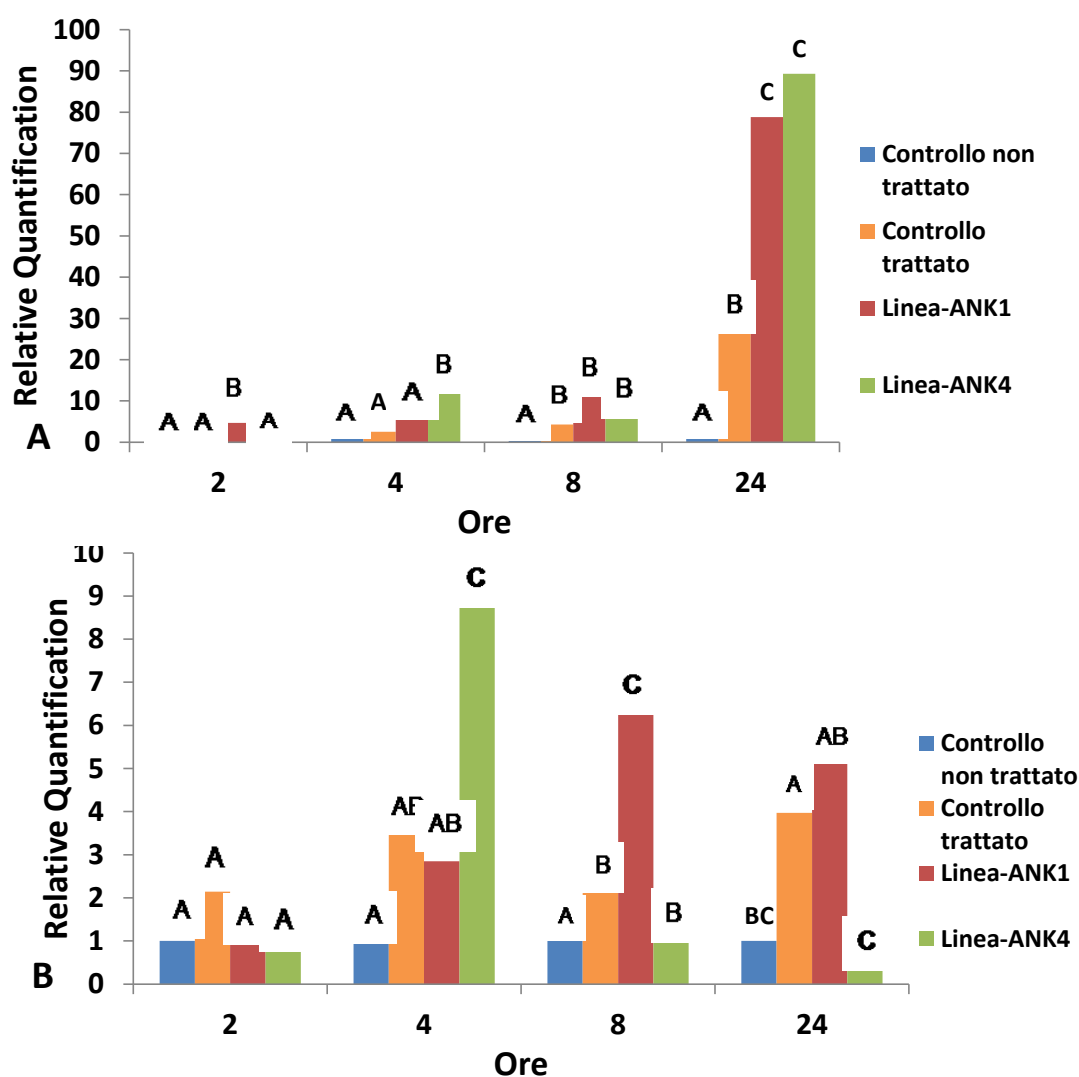 100
90
80
70
60
50
40
30
20
10
0
Relative Quantification
A
A A B A
A A A B
A B B B
A B C C
2 4 8 24
Ore
Controllo non
trattato
Controllo
trattato
Linea-ANK1
Linea-ANK4
10
9
8
7
6
5
4
3
2
1
0
Relative Quantification
B
A A A A
A AB AB C
A B C B
BC A AB C
2 4 8 24
Ore
Controllo
non trattato
Controllo
trattato
Linea-ANK1
Linea-ANK4